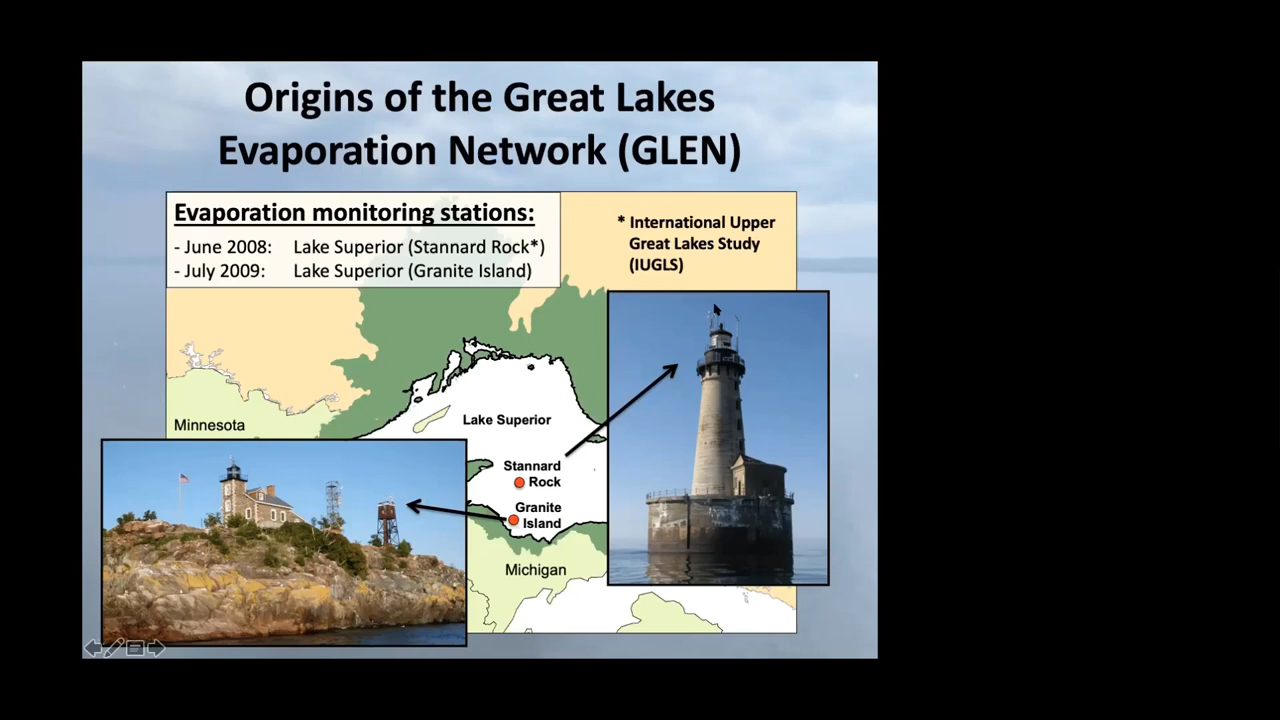 Origins of the Great Lakes
Evaporation Network (GLEN)
Evaporation monitoring stations:
- June 2008: Lake Superior (Stannard Rock*)
- July 2009: Lake Superior (Granite Island)
* International Upper
Great Lakes Study
(IUGLS)
Minnesota
Lake Superior
Stannard
Rock
Granite
Island
Michigan